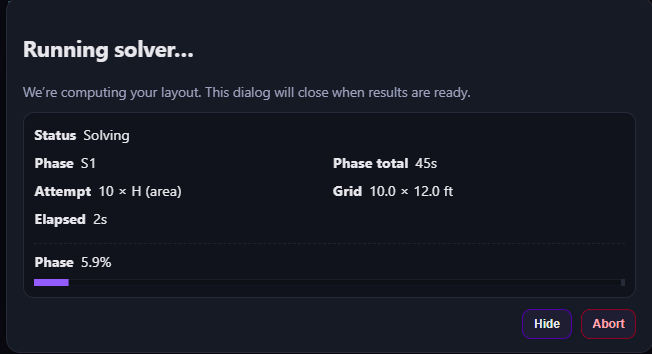 Running solver...
We're computing your layout. This dialog will close when results are ready.
Status Solving
Phase S1 Phase total 45s
Attempt 10 × H (area) Grid 10.0 × 12.0 ft
Elapsed 2s
Phase 5.9%
Hide Abort